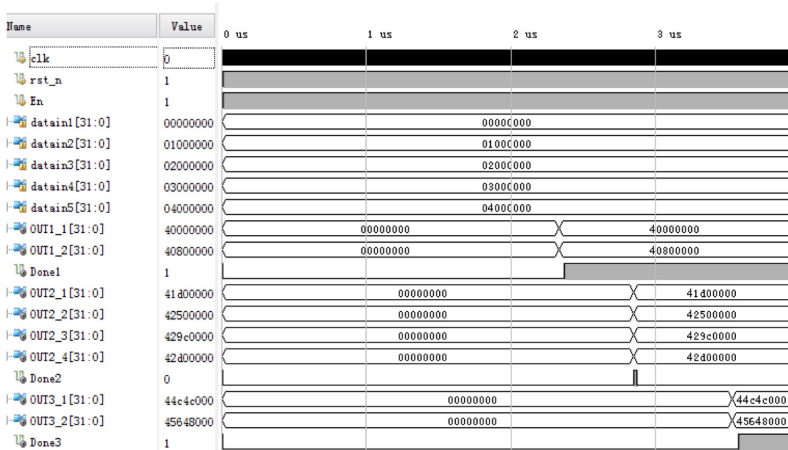 Name Value 0 us 1 us 2 us 3 us
clk 0
rst_n 1
En 1
datain1[31:0] 00000000 00000000
datain2[31:0] 01000000 01000000
datain3[31:0] 02000000 02000000
datain4[31:0] 03000000 03000000
datain5[31:0] 04000000 04000000
OUT1_1[31:0] 40000000 00000000 40000000
OUT1_2[31:0] 40800000 00000000 40800000
Done1 1
OUT2_1[31:0] 41d00000 00000000 41d00000
OUT2_2[31:0] 42500000 00000000 42500000
OUT2_3[31:0] 429c0000 00000000 429c0000
OUT2_4[31:0] 42d00000 00000000 42d00000
Done2 0
OUT3_1[31:0] 44c4c000 00000000 44c4c000
OUT3_2[31:0] 45648000 00000000 45648000
Done3 1